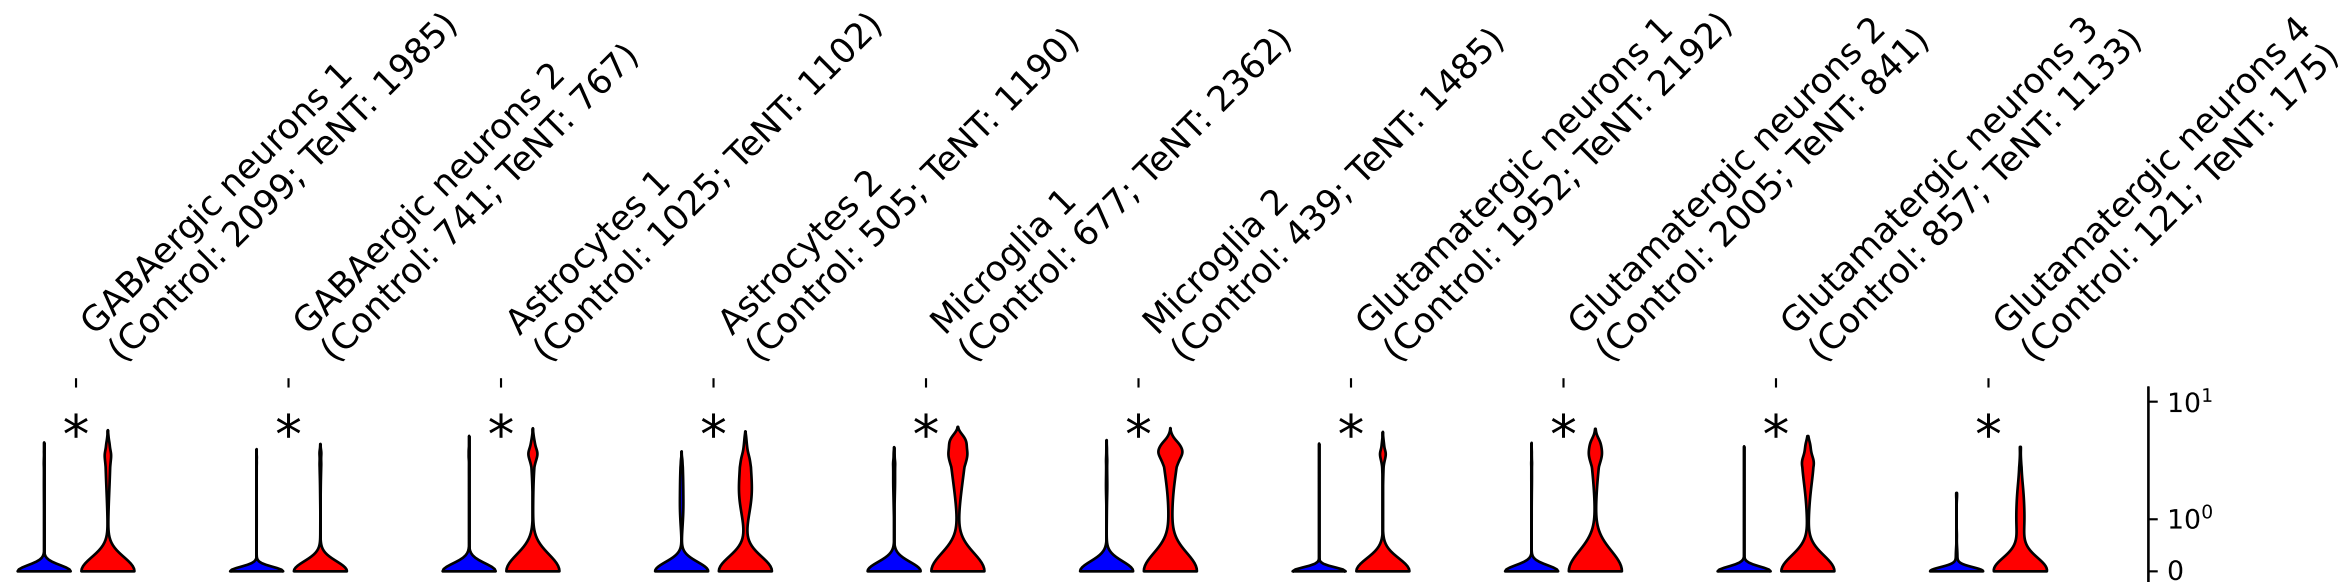 GABAergic neurons 1
(Control: 2099; TeNT: 1985)
GABAergic neurons 2
(Control: 741; TeNT: 767)
Astrocytes 1
(Control: 1025; TeNT: 1102)
Astrocytes 2
(Control: 505; TeNT: 1190)
Microglia 1
(Control: 677; TeNT: 2362)
Microglia 2
(Control: 439; TeNT: 1485)
Glutamatergic neurons 1
(Control: 1952; TeNT: 2192)
Glutamatergic neurons 2
(Control: 2005; TeNT: 841)
Glutamatergic neurons 3
(Control: 857; TeNT: 1133)
Glutamatergic neurons 4
(Control: 121; TeNT: 175)
* * * * * * * * * *
10¹
10⁰
0